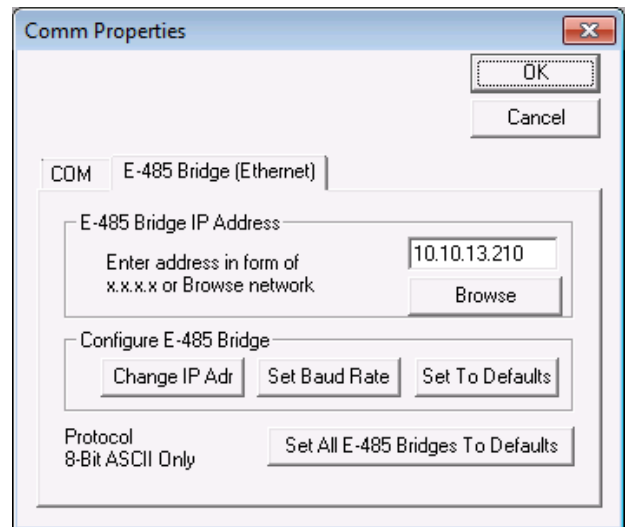 Comm Properties
OK
Cancel
COM
E-485 Bridge (Ethernet)
E-485 Bridge IP Address
Enter address in form of
x.x.x.x or Browse network
10.10.13.210
Browse
Configure E-485 Bridge
Change IP Adr
Set Baud Rate
Set To Defaults
Protocol
8-Bit ASCII Only
Set All E-485 Bridges To Defaults